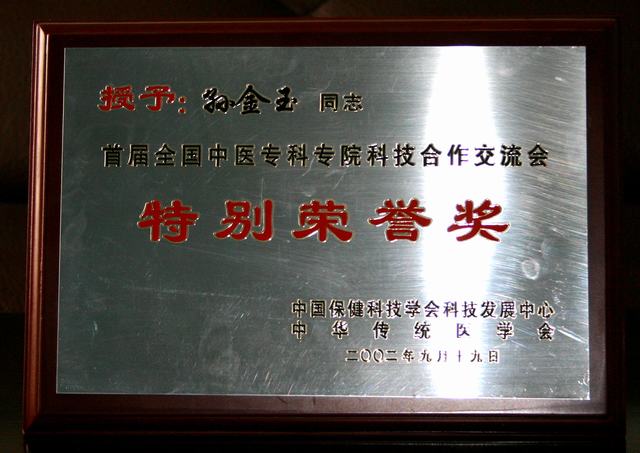 授予：孙金玉 同志
首届全国中医专科专院科技合作交流会
特别荣誉奖
中国保健科技学会科技发展中心
中华传统医学会
二〇〇二年九月十九日